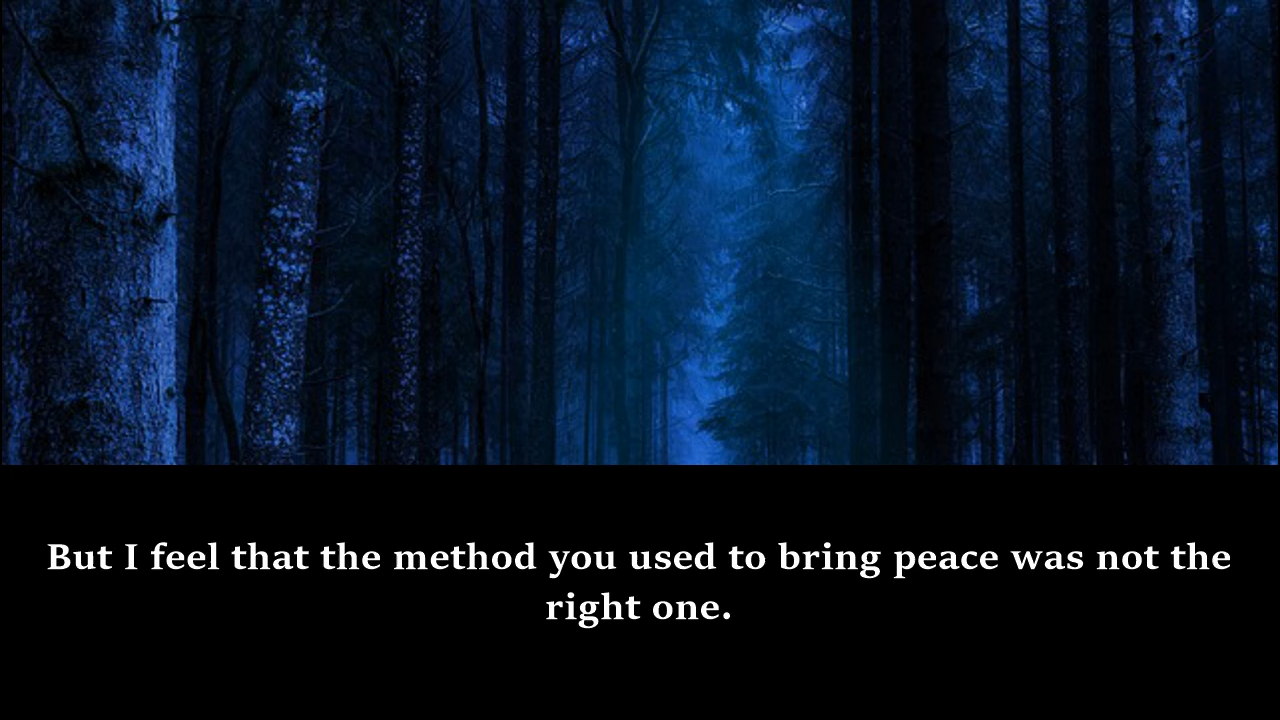 But I feel that the method you used to bring peace was not the
right one.